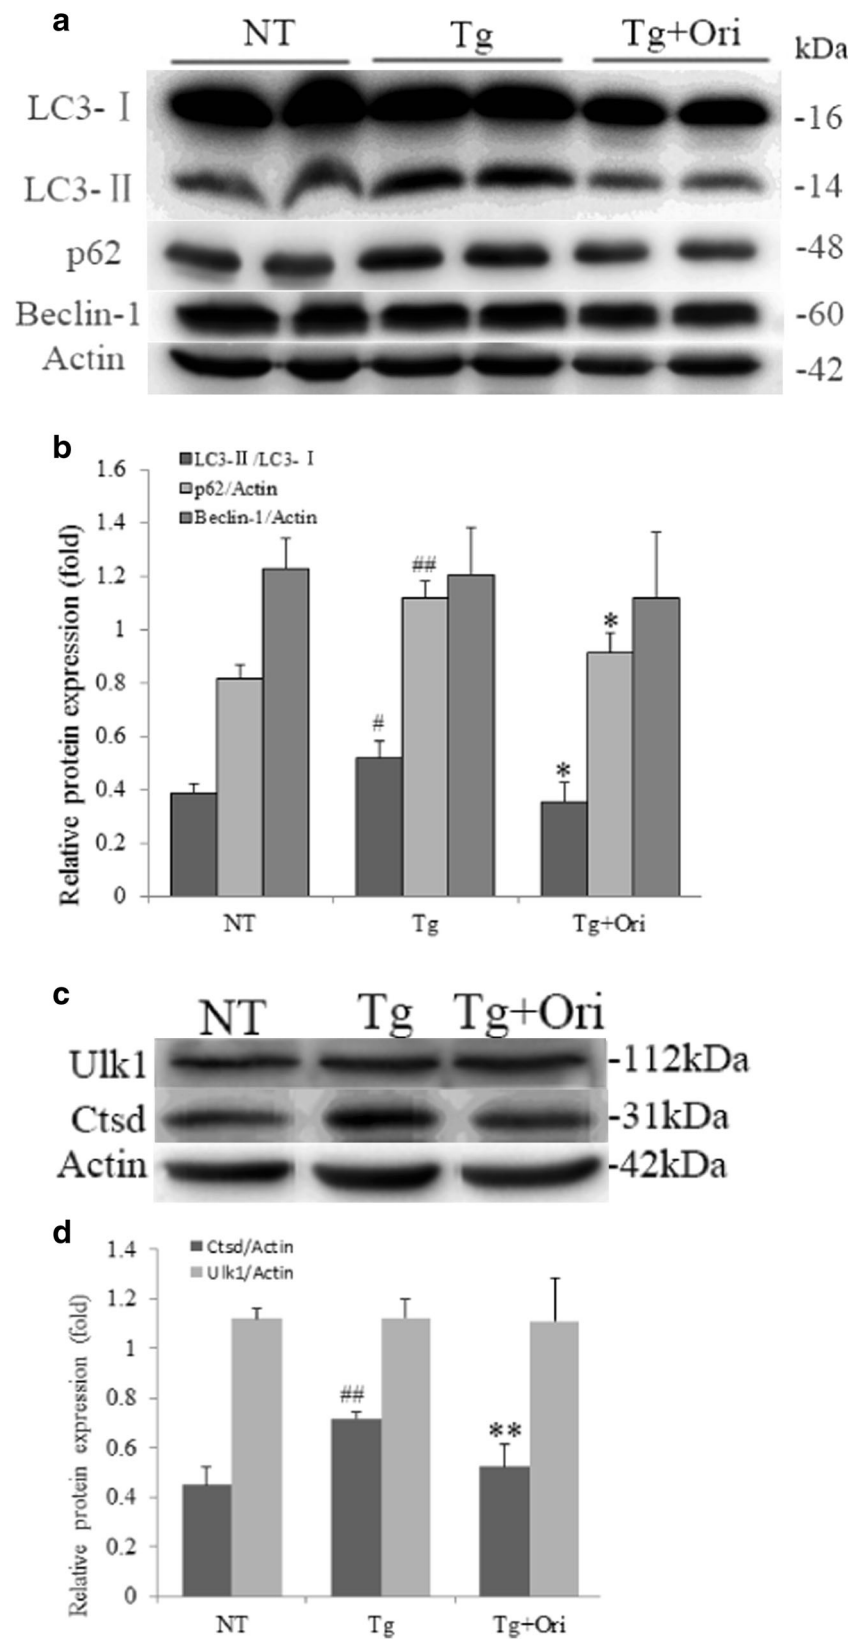 a
NT Tg Tg+Ori kDa
LC3-Ⅰ -16
LC3-Ⅱ -14
p62 -48
Beclin-1 -60
Actin -42
b
LC3-Ⅱ/LC3-Ⅰ
p62/Actin
Beclin-1/Actin
Relative protein expression (fold)
1.6
1.4
1.2
1
0.8
0.6
0.4
0.2
0
# ## * *
NT Tg Tg+Ori
c
NT Tg Tg+Ori
Ulk1 -112kDa
Ctsd -31kDa
Actin -42kDa
d
Ctsd/Actin
Ulk1/Actin
Relative protein expression (fold)
1.4
1.2
1
0.8
0.6
0.4
0.2
0
## **
NT Tg Tg+Ori